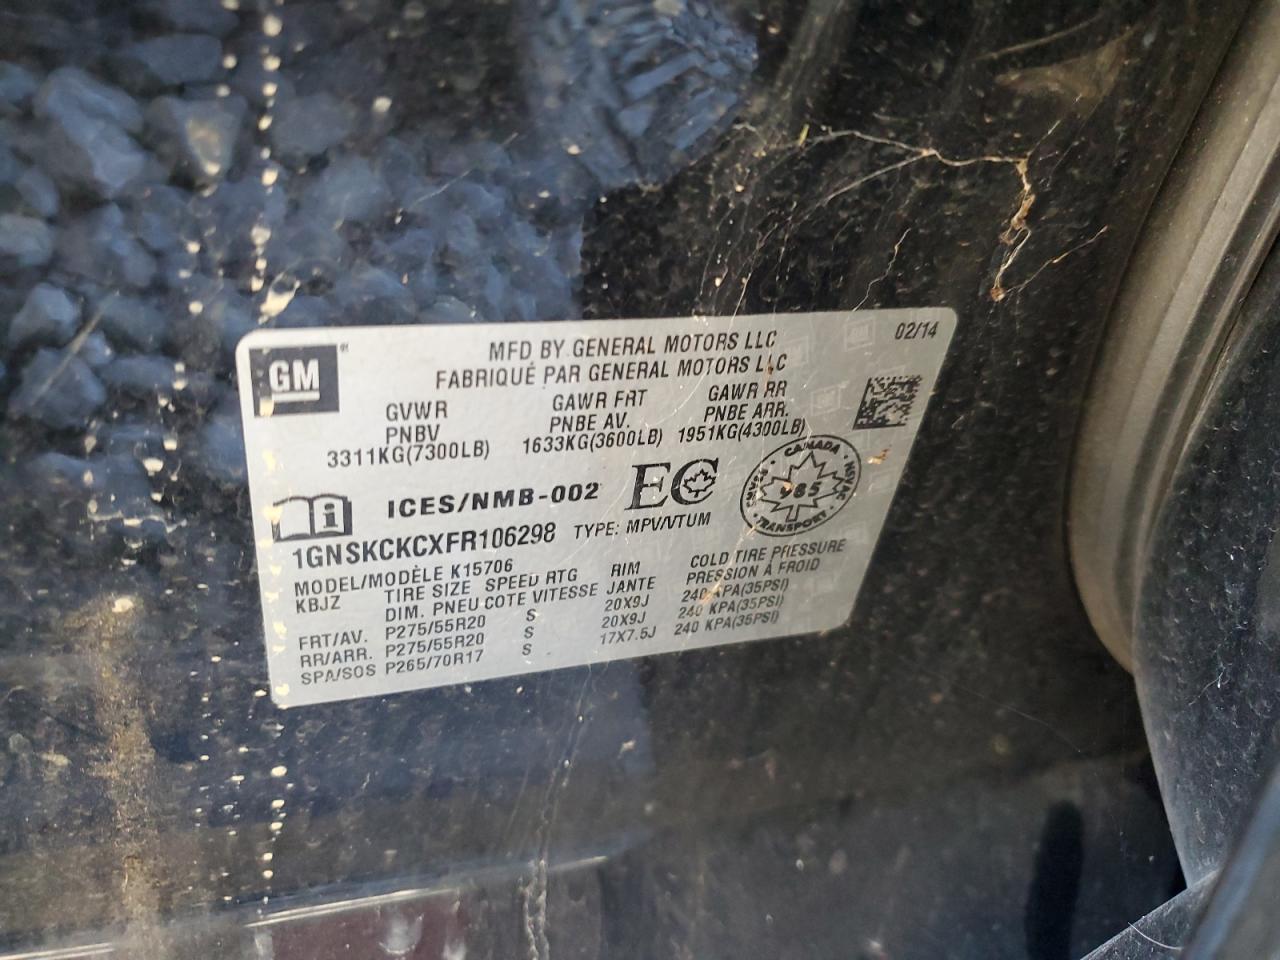 GM
MFD BY GENERAL MOTORS LLC
02/14
FABRIQUÉ PAR GENERAL MOTORS LLC
GVWR GAWR FRT GAWR RR
PNBV PNBE AV. PNBE ARR.
3311KG(7300LB) 1633KG(3600LB) 1951KG(4300LB)
i ICES/NMB-002 EC
CANADA
TRANSPORT
1GNSKCKCXFR106298 TYPE: MPV/VTUM
MODEL/MODÈLE K15706
KBJZ TIRE SIZE SPEED RTG RIM COLD TIRE PRESSURE
DIM. PNEU COTE VITESSE JANTE PRESSION À FROID
FRT/AV. P275/55R20 S 20X9J 240 KPA(35PSI)
RR/ARR. P275/55R20 S 20X9J 240 KPA(35PSI)
SPA/SOS P265/70R17 S 17X7.5J 240 KPA(35PSI)